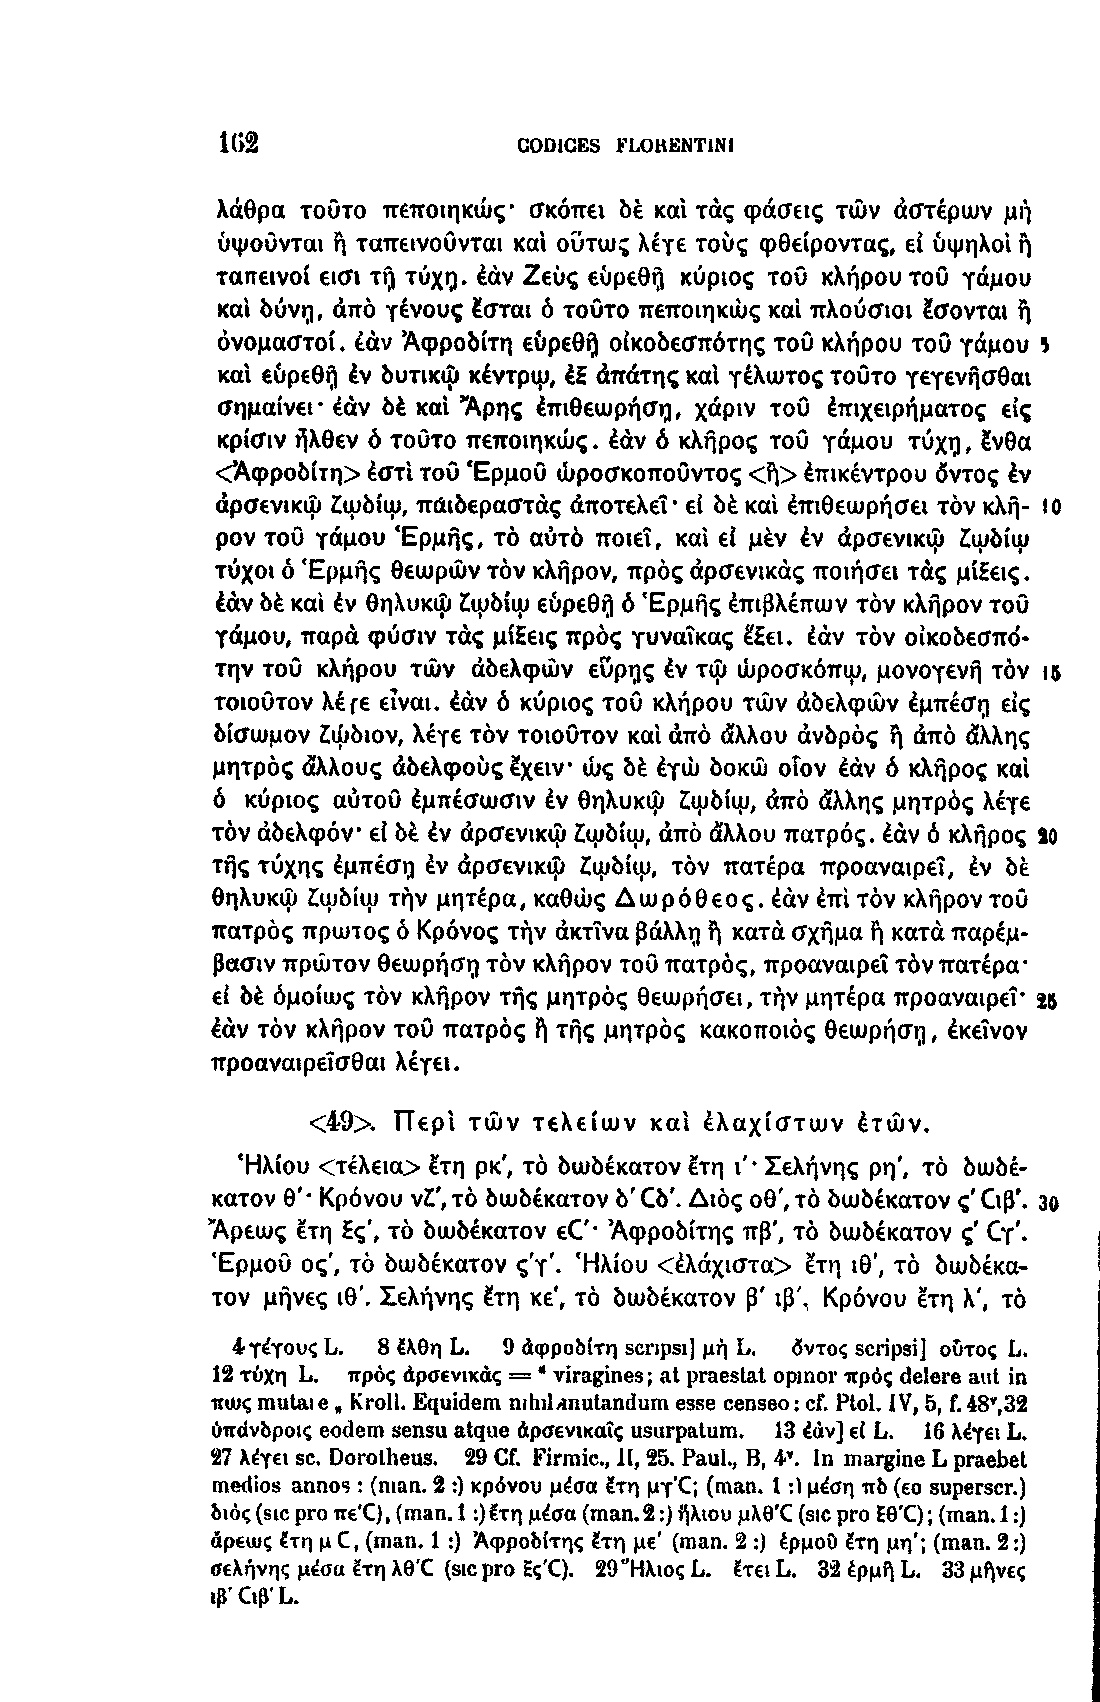 162 CODICES FLORENTINI
λάθρα τοῦτο πεποιηκώς· σκόπει δὲ καὶ τὰς φάσεις τῶν ἀστέρων μὴ
ὑψοῦνται ἢ ταπεινοῦνται καὶ οὕτως λέγε τοὺς φθείροντας, εἰ ὑψηλοὶ ἢ
ταπεινοί εισι τῇ τύχῃ. ἐὰν Ζεὺς εὑρεθῇ κύριος τοῦ κλήρου τοῦ γάμου
καὶ δύνῃ, ἀπὸ γένους ἔσται ὁ τοῦτο πεποιηκὼς καὶ πλούσιοι ἔσονται ἢ
ὀνομαστοί. ἐὰν Ἀφροδίτη εὑρεθῇ οἰκοδεσπότης τοῦ κλήρου τοῦ γάμου 5
καὶ εὑρεθῇ ἐν δυτικῷ κέντρῳ, ἐξ ἀπάτης καὶ γέλωτος τοῦτο γεγενῆσθαι
σημαίνει· ἐὰν δὲ καὶ Ἄρης ἐπιθεωρήσῃ, χάριν τοῦ ἐπιχειρήματος εἰς
κρίσιν ἦλθεν ὁ τοῦτο πεποιηκώς. ἐὰν ὁ κλῆρος τοῦ γάμου τύχῃ, ἔνθα
<Ἀφροδίτη> ἐστὶ τοῦ Ἑρμοῦ ὡροσκοποῦντος <ἢ> ἐπικέντρου ὄντος ἐν
ἀρσενικῷ ζῳδίῳ, παιδεραστὰς ἀποτελεῖ· εἰ δὲ καὶ ἐπιθεωρήσει τὸν κλῆ- 10
ρον τοῦ γάμου Ἑρμῆς, τὸ αὐτὸ ποιεῖ, καὶ εἰ μὲν ἐν ἀρσενικῷ ζῳδίῳ
τύχοι ὁ Ἑρμῆς θεωρῶν τὸν κλῆρον, πρὸς ἀρσενικὰς ποιήσει τὰς μίξεις.
ἐὰν δὲ καὶ ἐν θηλυκῷ ζῳδίῳ εὑρεθῇ ὁ Ἑρμῆς ἐπιβλέπων τὸν κλῆρον τοῦ
γάμου, παρὰ φύσιν τὰς μίξεις πρὸς γυναῖκας ἕξει. ἐὰν τὸν οἰκοδεσπό-
την τοῦ κλήρου τῶν ἀδελφῶν εὕρῃς ἐν τῷ ὡροσκόπῳ, μονογενῆ τὸν 15
τοιοῦτον λέγε εἶναι. ἐὰν ὁ κύριος τοῦ κλήρου τῶν ἀδελφῶν ἐμπέσῃ εἰς
δίσωμον ζῴδιον, λέγε τὸν τοιοῦτον καὶ ἀπὸ ἄλλου ἀνδρὸς ἢ ἀπὸ ἄλλης
μητρὸς ἄλλους ἀδελφοὺς ἔχειν· ὡς δὲ ἐγὼ δοκῶ οἷον ἐὰν ὁ κλῆρος καὶ
ὁ κύριος αὐτοῦ ἐμπέσωσιν ἐν θηλυκῷ ζῳδίῳ, ἀπὸ ἄλλης μητρὸς λέγε
τὸν ἀδελφόν· εἰ δὲ ἐν ἀρσενικῷ ζῳδίῳ, ἀπὸ ἄλλου πατρός. ἐὰν ὁ κλῆρος 20
τῆς τύχης ἐμπέσῃ ἐν ἀρσενικῷ ζῳδίῳ, τὸν πατέρα προαναιρεῖ, ἐν δὲ
θηλυκῷ ζῳδίῳ τὴν μητέρα, καθὼς Δωρόθεος. ἐὰν ἐπὶ τὸν κλῆρον τοῦ
πατρὸς πρωτος ὁ Κρόνος τὴν ἀκτῖνα βάλλῃ ἢ κατὰ σχῆμα ἢ κατὰ παρέμ-
βασιν πρῶτον θεωρήσῃ τὸν κλῆρον τοῦ πατρὸς, προαναιρεῖ τὸν πατέρα·
εἰ δὲ ὁμοίως τὸν κλῆρον τῆς μητρὸς θεωρήσει, τὴν μητέρα προαναιρεῖ· 25
ἐὰν τὸν κλῆρον τοῦ πατρὸς ἢ τῆς μητρὸς κακοποιὸς θεωρήσῃ, ἐκεῖνον
προαναιρεῖσθαι λέγει.
<49>. Περὶ τῶν τελείων καὶ ἐλαχίστων ἐτῶν.
Ἡλίου <τέλεια> ἔτη ρκ′, τὸ δωδέκατον ἔτη ι′· Σελήνης ρη′, τὸ δωδέ-
κατον θ′· Κρόνου νζ′, τὸ δωδέκατον δ′ Ϲδ′. Διὸς οθ′, τὸ δωδέκατον ς′ Ϲιβ′. 30
Ἄρεως ἔτη ξς′, τὸ δωδέκατον εϹ′· Ἀφροδίτης πβ′, τὸ δωδέκατον ς′ Ϲγ′.
Ἑρμοῦ ος′, τὸ δωδέκατον ς′γ′. Ἡλίου <ἐλάχιστα> ἔτη ιθ′, τὸ δωδέκα-
τον μῆνες ιθ′. Σελήνης ἔτη κε′, τὸ δωδέκατον β′ ιβ′, Κρόνου ἔτη λ′, τὸ
4 γέγους L. 8 ἔλθη L. 9 ἀφροδίτη scripsi] μὴ L. ὄντος scripsi] οὗτος L.
12 τύχη L. πρὸς ἀρσενικὰς = " viragines; at praestat opinor πρὸς delere aut in
πως mutare „ Kroll. Equidem nihil mutandum esse censeo: cf. Ptol. IV, 5, f. 48ʳ,32
ὑπάνδροις eodem sensu atque ἀρσενικαῖς usurpatum. 13 ἐὰν] εἰ L. 16 λέγει L.
27 λέγει sc. Dorotheus. 29 Cf. Firmic., II, 25. Paul., B, 4ᵛ. In margine L praebet
medios annos : (man. 2 :) κρόνου μέσα ἔτη μγ′Ϲ; (man. 1 :) μέση πδ (εο superscr.)
διὸς (sic pro πε′Ϲ), (man. 1 :) ἔτη μέσα (man. 2 :) ἥλιου μλθ′Ϲ (sic pro ξθ′Ϲ); (man. 1 :)
ἄρεως ἔτη μ Ϲ, (man. 1 :) Ἀφροδίτης ἔτη με′ (man. 2 :) ἑρμοῦ ἔτη μη′; (man. 2 :)
σελήνης μέσα ἔτη λθ′Ϲ (sic pro ξς′Ϲ). 29 Ἥλιος L. ἔτει L. 32 ἑρμῆ L. 33 μῆνες
ιβ′ Ϲιβ′ L.